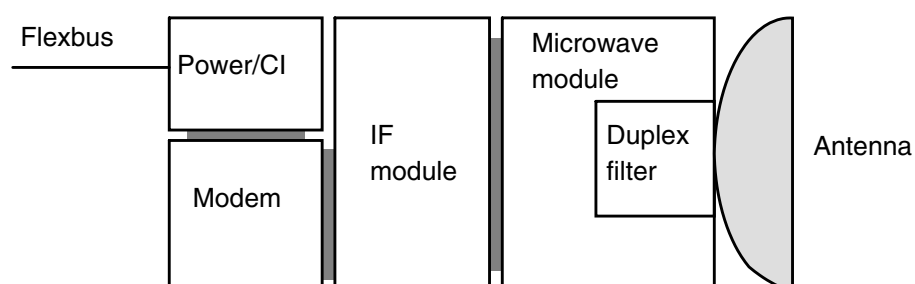 Flexbus
Power/CI
Modem
IF
module
Microwave
module
Duplex
filter
Antenna